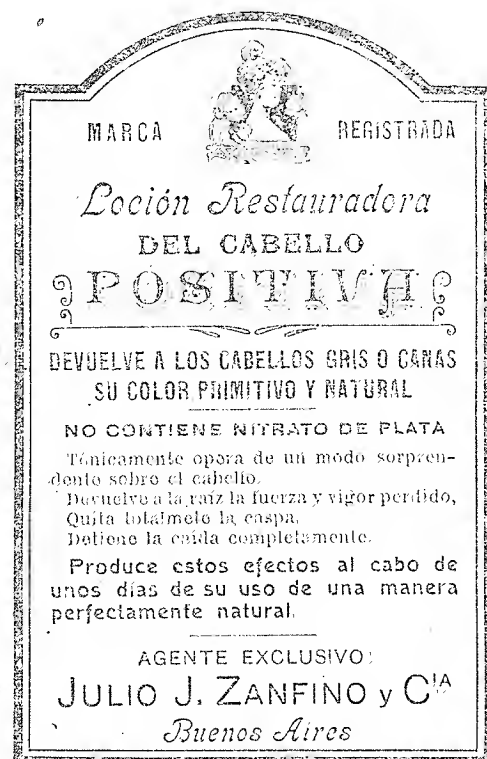 MARCA REGISTRADA
Loción Restauradora
DEL CABELLO
POSITIVA
DEVUELVE A LOS CABELLOS GRIS O CANAS
SU COLOR PRIMITIVO Y NATURAL
NO CONTIENE NITRATO DE PLATA
Tónicamente opera de un modo sorpren-
dente sobre el cabello.
Devuelve a la raíz la fuerza y vigor perdido,
Quita totalmete la caspa.
Detiene la caída completamente.
Produce estos efectos al cabo de
unos días de su uso de una manera
perfectamente natural.
AGENTE EXCLUSIVO:
JULIO J. ZANFINO y CIA
Buenos Aires